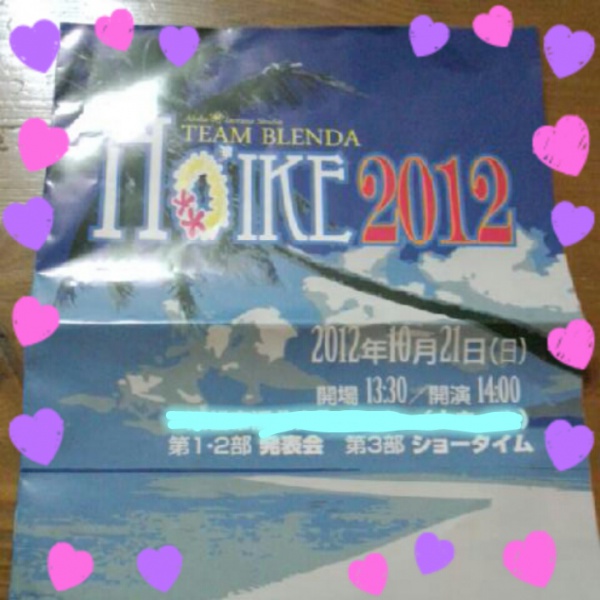 TEAM BLENDA
HO'IKE 2012
2012年10月21日(日)
開場 13:30/開演 14:00
第1・2部 発表会 第3部 ショータイム